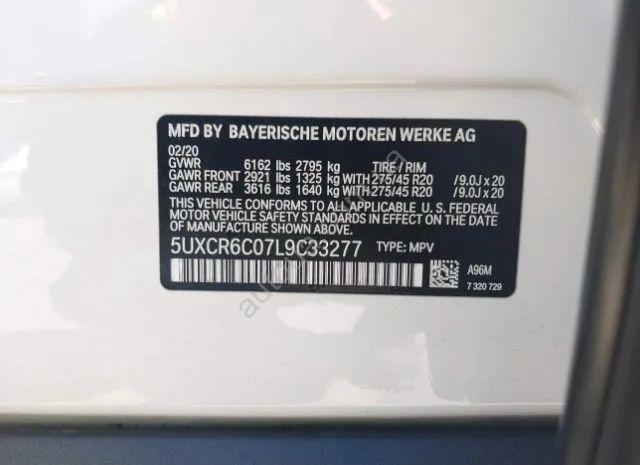 MFD BY BAYERISCHE MOTOREN WERKE AG
02/20
GVWR 6162 lbs 2795 kg TIRE / RIM
GAWR FRONT 2921 lbs 1325 kg WITH 275/45 R20 /9.0J x 20
GAWR REAR 3616 lbs 1640 kg WITH 275/45 R20 /9.0J x 20
THIS VEHICLE CONFORMS TO ALL APPLICABLE U. S. FEDERAL
MOTOR VEHICLE SAFETY STANDARDS IN EFFECT ON THE DATE
OF MANUFACTURE SHOWN ABOVE.
5UXCR6C07L9C33277 TYPE: MPV
A96M
7 320 729